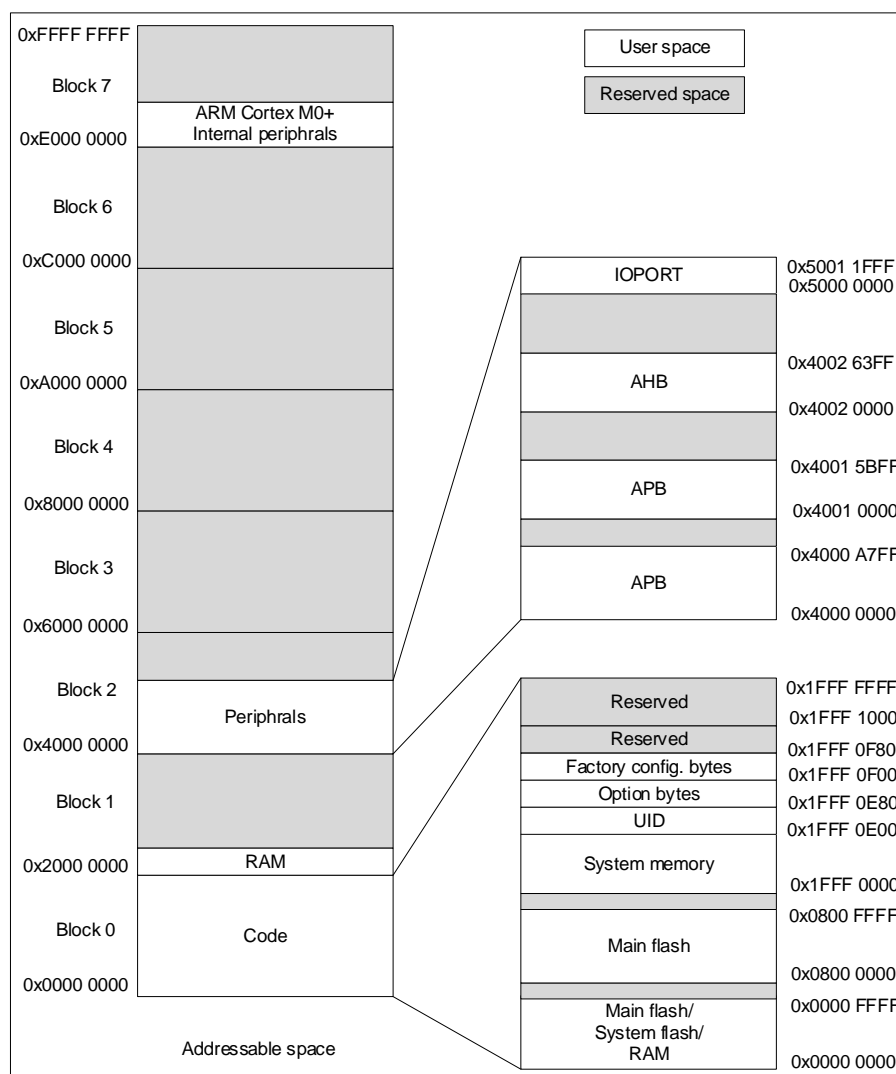 0xFFFF FFFF
Block 7
ARM Cortex M0+
Internal periphrals
0xE000 0000
Block 6
0xC000 0000
Block 5
0xA000 0000
Block 4
0x8000 0000
Block 3
0x6000 0000
Block 2
Periphrals
0x4000 0000
Block 1
0x2000 0000
RAM
Block 0
Code
0x0000 0000
Addressable space
User space
Reserved space
IOPORT
0x5001 1FFF
0x5000 0000
0x4002 63FF
AHB
0x4002 0000
0x4001 5BFF
APB
0x4001 0000
0x4000 A7FF
APB
0x4000 0000
0x1FFF FFFF
Reserved
0x1FFF 1000
Reserved
0x1FFF 0F80
Factory config. bytes
0x1FFF 0F00
Option bytes
0x1FFF 0E80
UID
0x1FFF 0E00
System memory
0x1FFF 0000
0x0800 FFFF
Main flash
0x0800 0000
0x0000 FFFF
Main flash/
System flash/
RAM
0x0000 0000